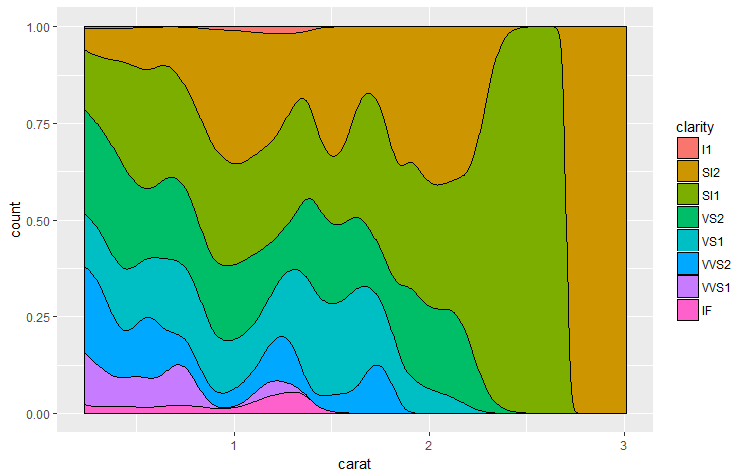 1.00
0.75
0.50
0.25
0.00
count
1
2
3
carat
clarity
I1
SI2
SI1
VS2
VS1
VVS2
VVS1
IF